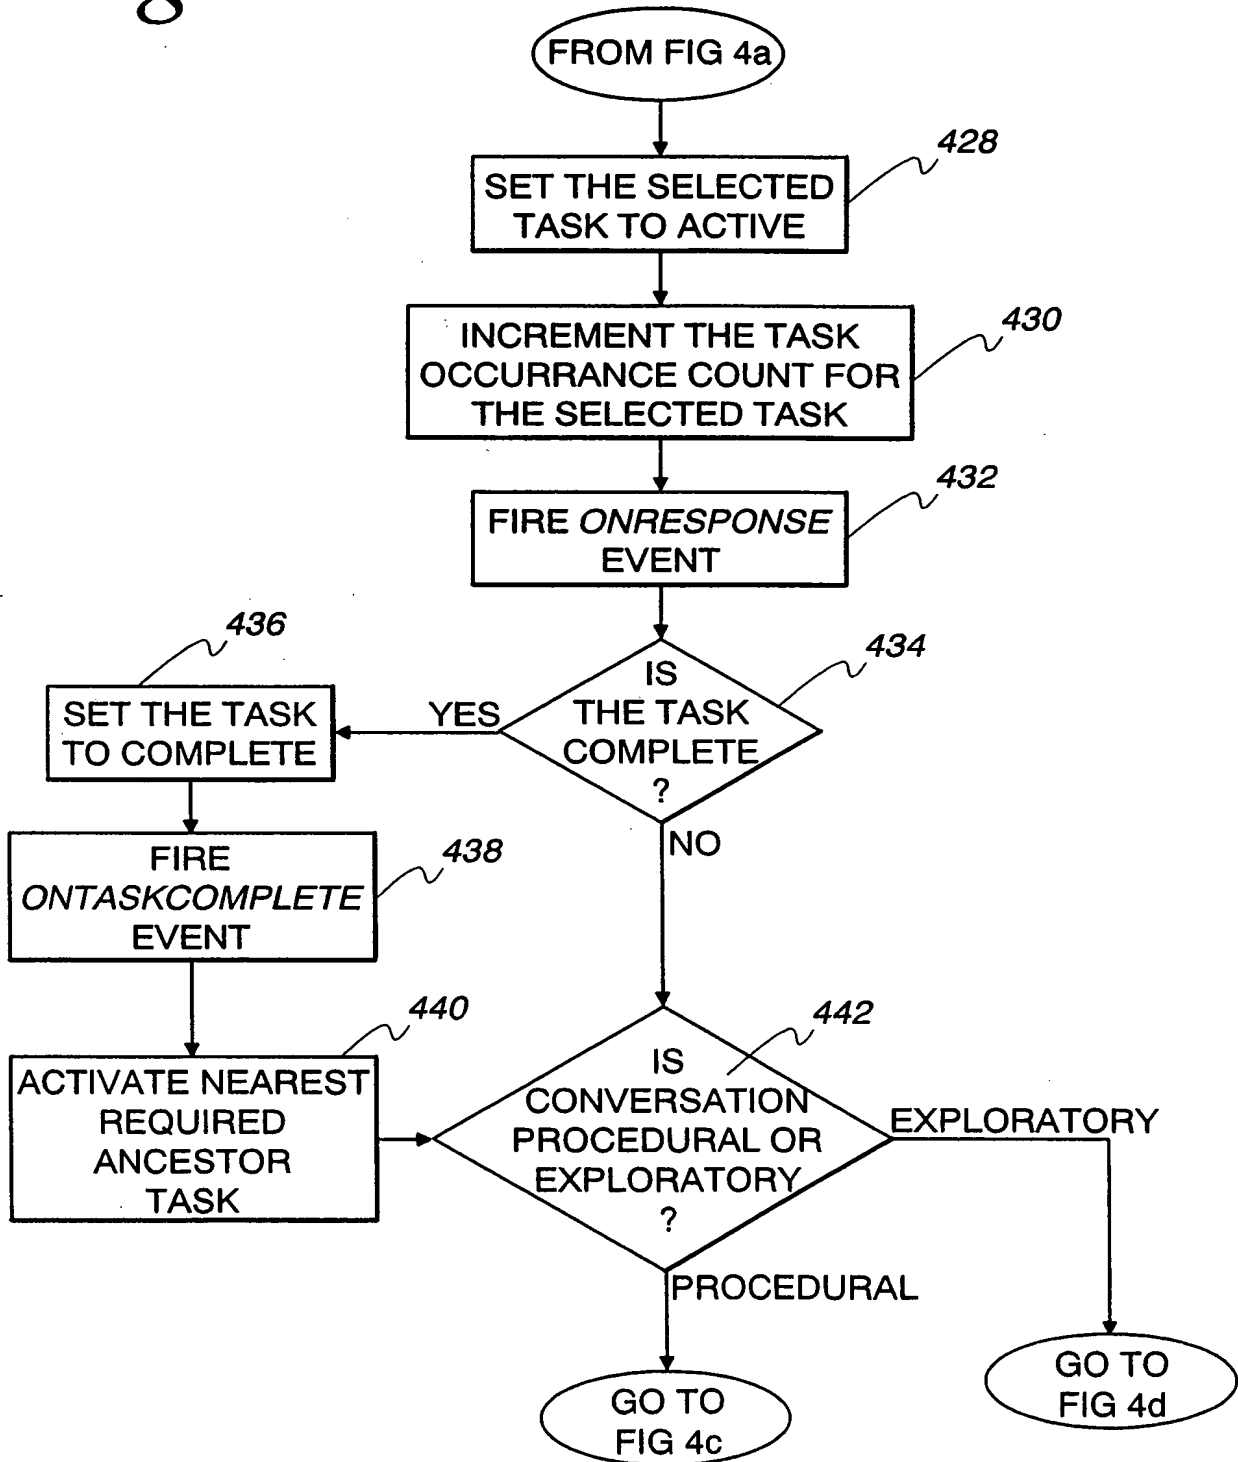 FROM FIG 4a
428
SET THE SELECTED
TASK TO ACTIVE
430
INCREMENT THE TASK
OCCURRANCE COUNT FOR
THE SELECTED TASK
432
FIRE ONRESPONSE
EVENT
434
IS
THE TASK
COMPLETE
?
YES
NO
436
SET THE TASK
TO COMPLETE
438
FIRE
ONTASKCOMPLETE
EVENT
440
ACTIVATE NEAREST
REQUIRED
ANCESTOR
TASK
442
IS
CONVERSATION
PROCEDURAL OR
EXPLORATORY
?
EXPLORATORY
PROCEDURAL
GO TO
FIG 4c
GO TO
FIG 4d